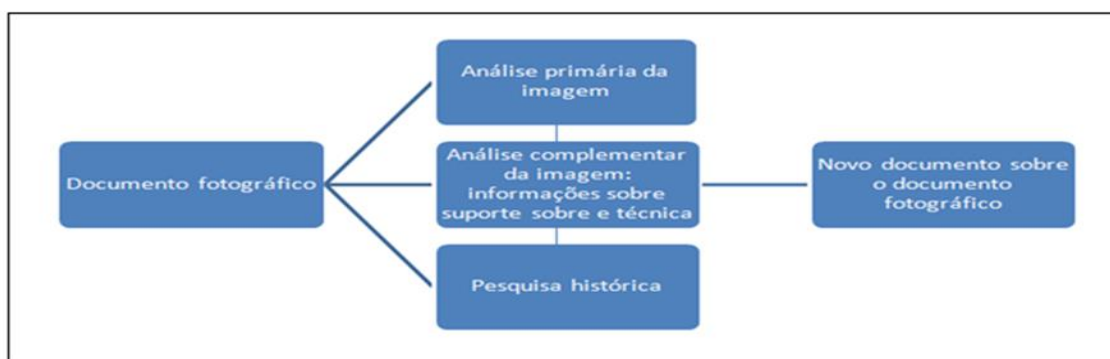 Análise primária da
imagem
Documento fotográfico
Análise complementar
da imagem:
informações sobre
suporte sobre e técnica
Novo documento sobre
o documento
fotográfico
Pesquisa histórica